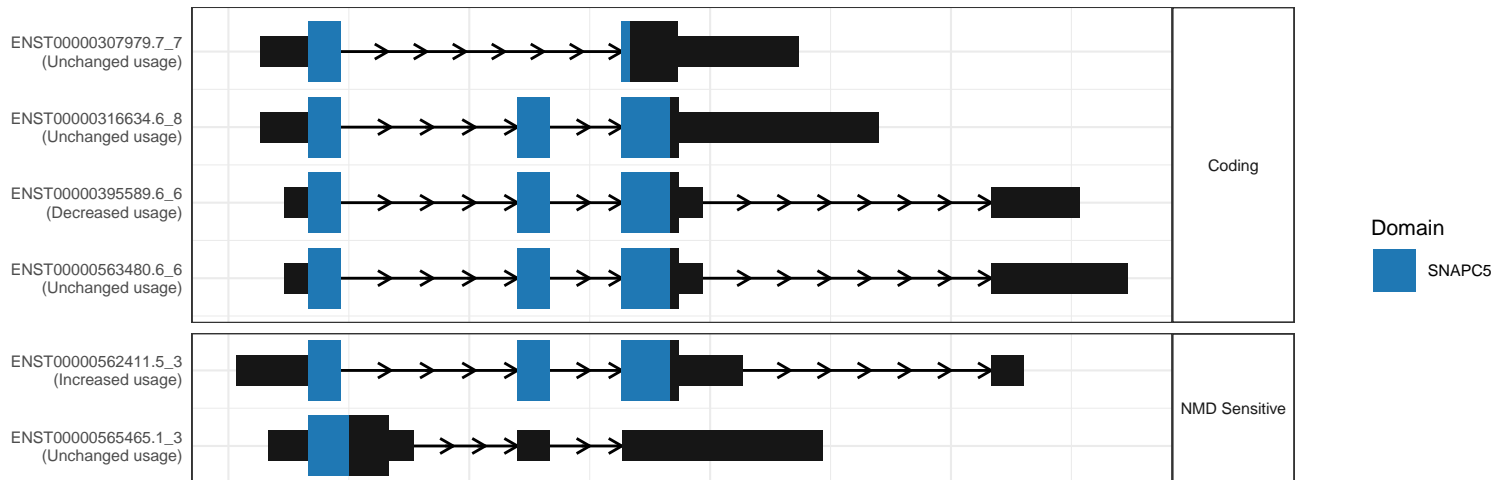 ENST00000307979.7_7
(Unchanged usage)
ENST00000316634.6_8
(Unchanged usage)
ENST00000395589.6_6
(Decreased usage)
ENST00000563480.6_6
(Unchanged usage)
Coding
ENST00000562411.5_3
(Increased usage)
ENST00000565465.1_3
(Unchanged usage)
NMD Sensitive
Domain
SNAPC5